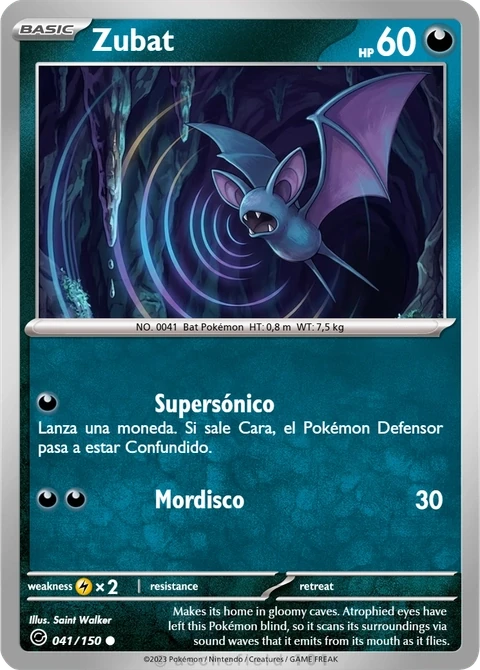 BASIC
Zubat
HP 60
NO. 0041 Bat Pokémon HT: 0,8 m WT: 7,5 kg
Supersónico
Lanza una moneda. Si sale Cara, el Pokémon Defensor
pasa a estar Confundido.
Mordisco 30
weakness ×2 resistance retreat
Illus. Saint Walker
041/150
Makes its home in gloomy caves. Atrophied eyes have
left this Pokémon blind, so it scans its surroundings via
sound waves that it emits from its mouth as it flies.
©2023 Pokémon / Nintendo / Creatures / GAME FREAK